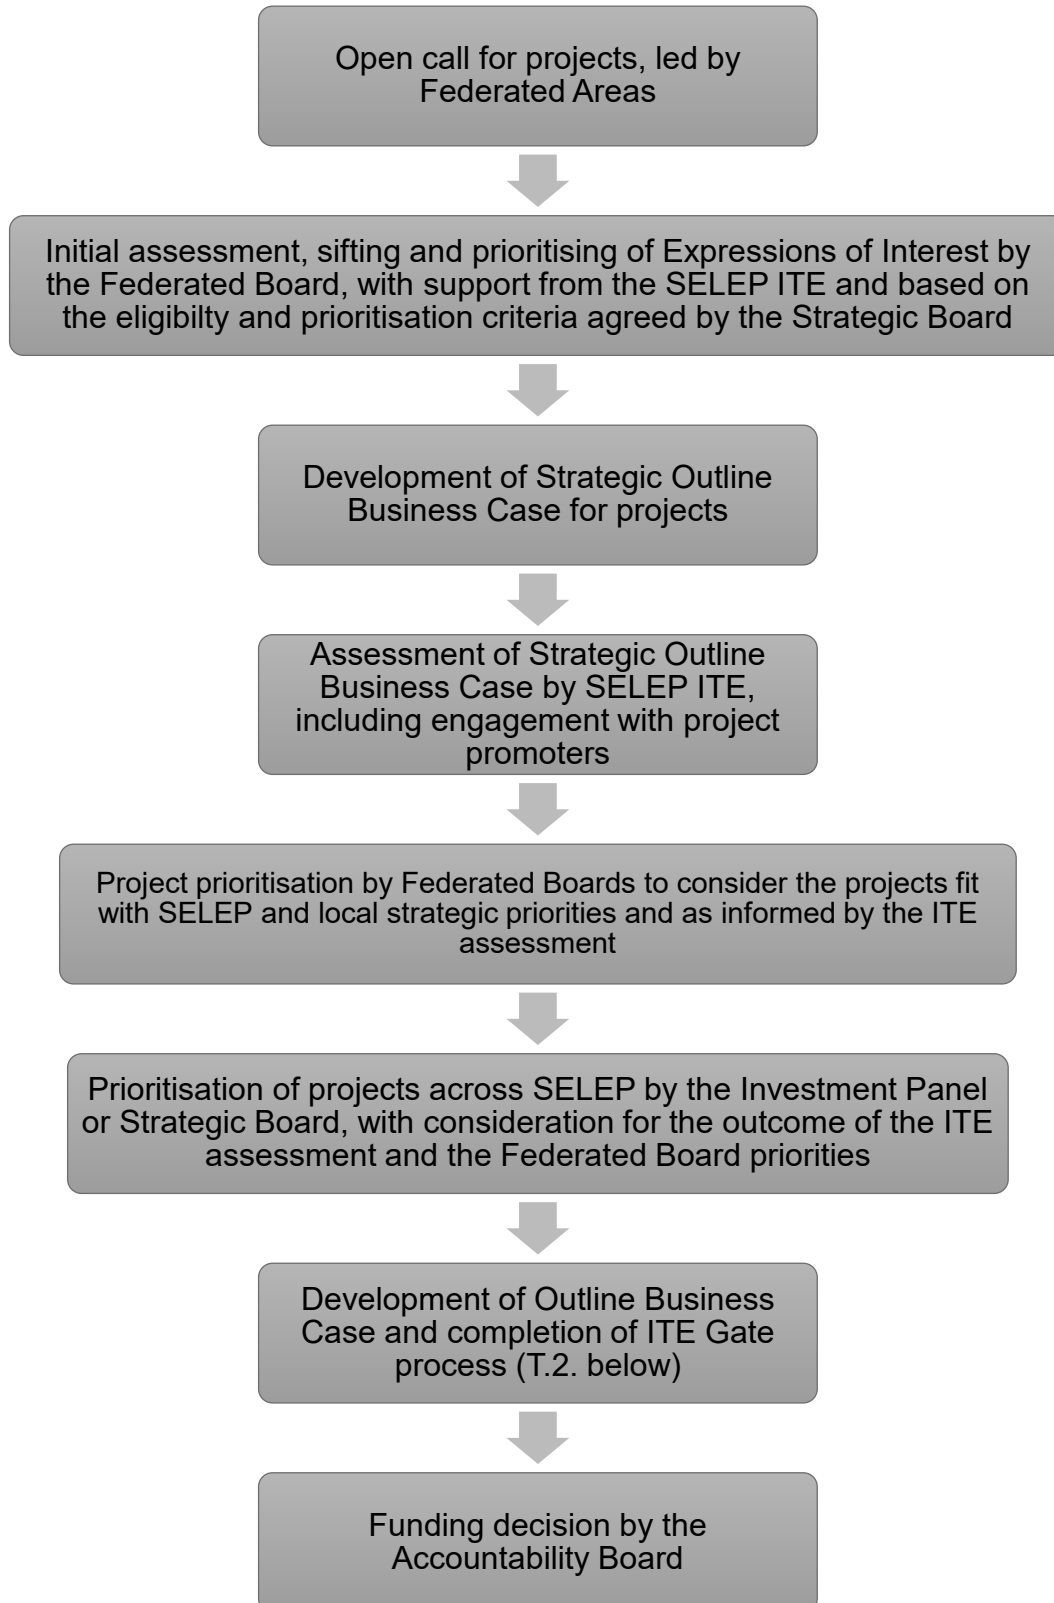 Open call for projects, led by
Federated Areas
Initial assessment, sifting and prioritising of Expressions of Interest by
the Federated Board, with support from the SELEP ITE and based on
the eligibilty and prioritisation criteria agreed by the Strategic Board
Development of Strategic Outline
Business Case for projects
Assessment of Strategic Outline
Business Case by SELEP ITE,
including engagement with project
promoters
Project prioritisation by Federated Boards to consider the projects fit
with SELEP and local strategic priorities and as informed by the ITE
assessment
Prioritisation of projects across SELEP by the Investment Panel
or Strategic Board, with consideration for the outcome of the ITE
assessment and the Federated Board priorities
Development of Outline Business
Case and completion of ITE Gate
process (T.2. below)
Funding decision by the
Accountability Board